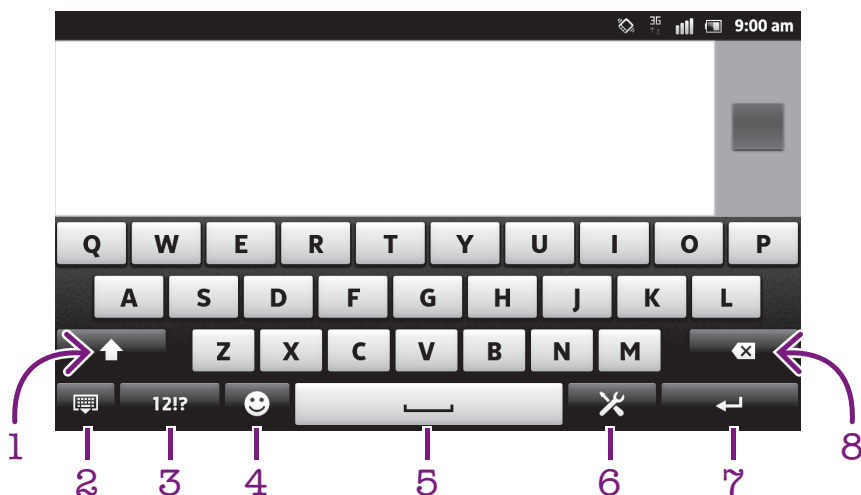 3G 9:00 am
Q W E R T Y U I O P
A S D F G H J K L
Z X C V B N M
12!?
1 2 3 4 5 6 7 8